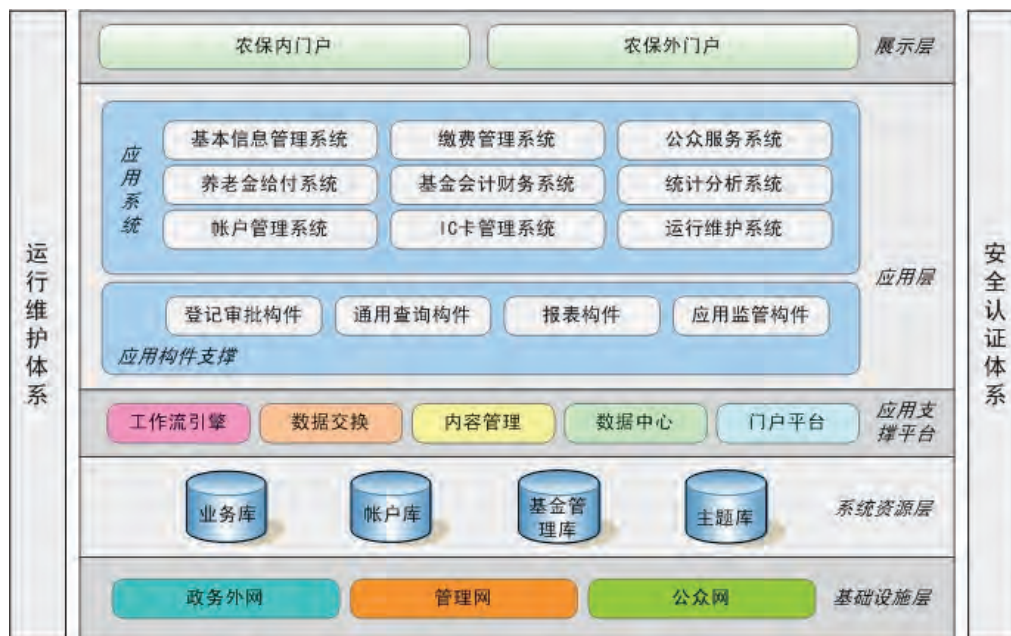 农保内门户
农保外门户
展示层
应用系统
基本信息管理系统
缴费管理系统
公众服务系统
养老金给付系统
基金会计财务系统
统计分析系统
帐户管理系统
IC卡管理系统
运行维护系统
应用层
登记审批构件
通用查询构件
报表构件
应用监管构件
应用构件支撑
工作流引擎
数据交换
内容管理
数据中心
门户平台
应用支
撑平台
业务库
帐户库
基金管
理库
主题库
系统资源层
政务外网
管理网
公众网
基础设施层
运行维护体系
安全认证体系